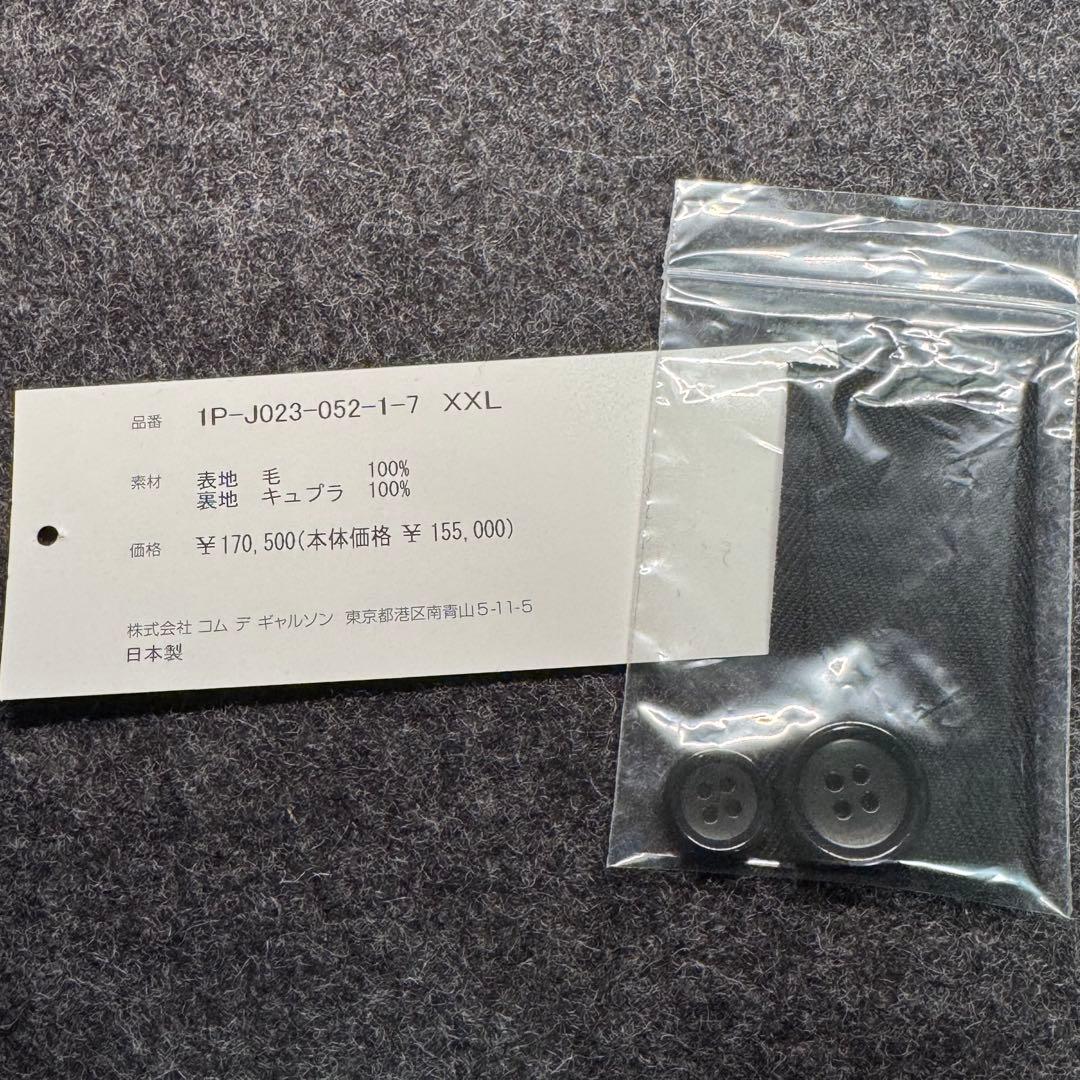 品番 1P-J023-052-1-7 XXL
素材 表地 毛 100%
裏地 キュプラ 100%
価格 ¥170,500(本体価格 ¥ 155,000)
株式会社 コム デ ギャルソン 東京都港区南青山5-11-5
日本製